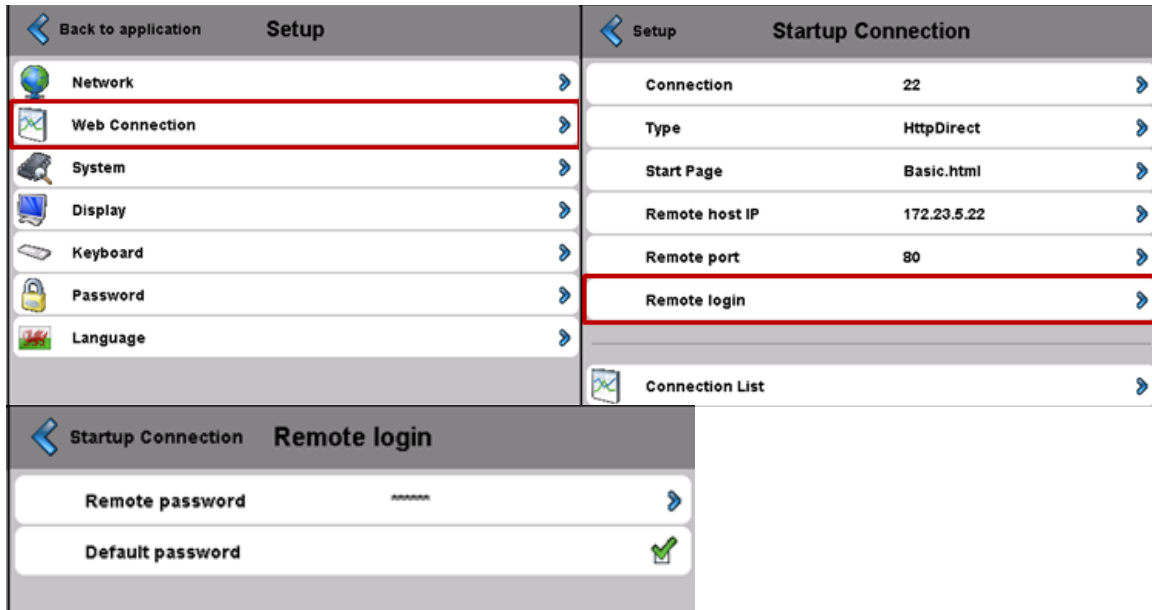 Back to application Setup
Network
Web Connection
System
Display
Keyboard
Password
Language
Setup Startup Connection
Connection 22
Type HttpDirect
Start Page Basic.html
Remote host IP 172.23.5.22
Remote port 80
Remote login
Connection List
Startup Connection Remote login
Remote password ******
Default password